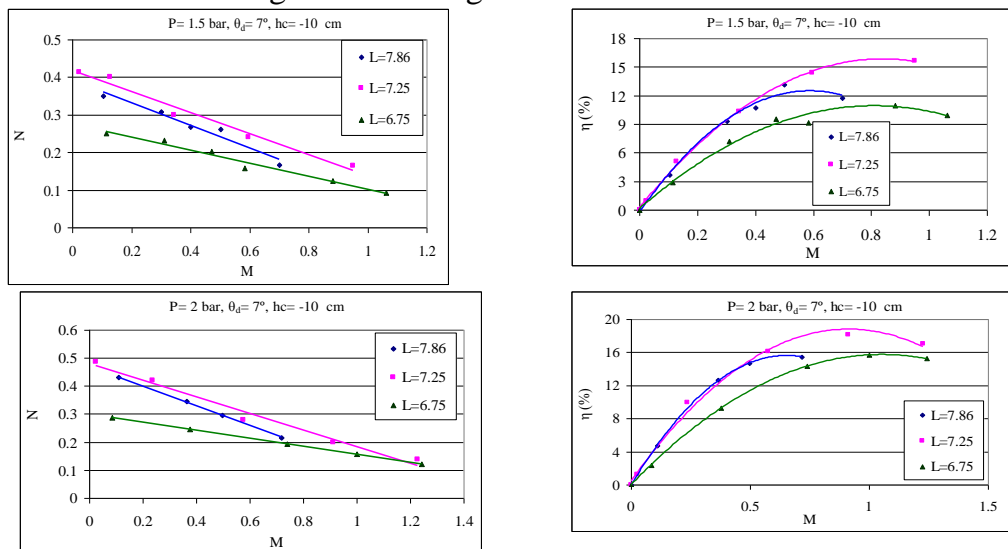 P= 1.5 bar, θd= 7º, hc= -10 cm
N
0.5
0.4
0.3
0.2
0.1
0
0 0.2 0.4 0.6 0.8 1 1.2
M
L=7.86
L=7.25
L=6.75
P= 1.5 bar, θd= 7º, hc= -10 cm
η (%)
18
15
12
9
6
3
0
0 0.2 0.4 0.6 0.8 1 1.2
M
L=7.86
L=7.25
L=6.75
P= 2 bar, θd= 7º, hc= -10 cm
N
0.6
0.5
0.4
0.3
0.2
0.1
0
0 0.2 0.4 0.6 0.8 1 1.2 1.4
M
L=7.86
L=7.25
L=6.75
P= 2 bar, θd= 7º, hc= -10 cm
η (%)
20
16
12
8
4
0
0 0.5 1 1.5
M
L=7.86
L=7.25
L=6.75